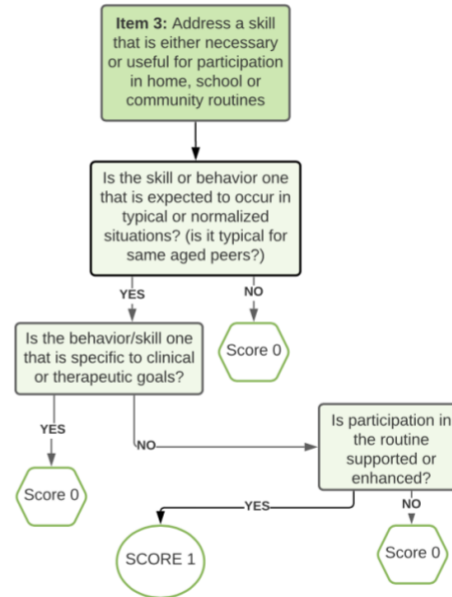 Item 3: Address a skill
that is either necessary
or useful for participation
in home, school or
community routines
Is the skill or behavior one
that is expected to occur in
typical or normalized
situations? (is it typical for
same aged peers?)
YES
NO
Is the behavior/skill one
that is specific to clinical
or therapeutic goals?
Score 0
YES
NO
Is participation in
the routine
supported or
enhanced?
Score 0
YES
NO
SCORE 1
Score 0